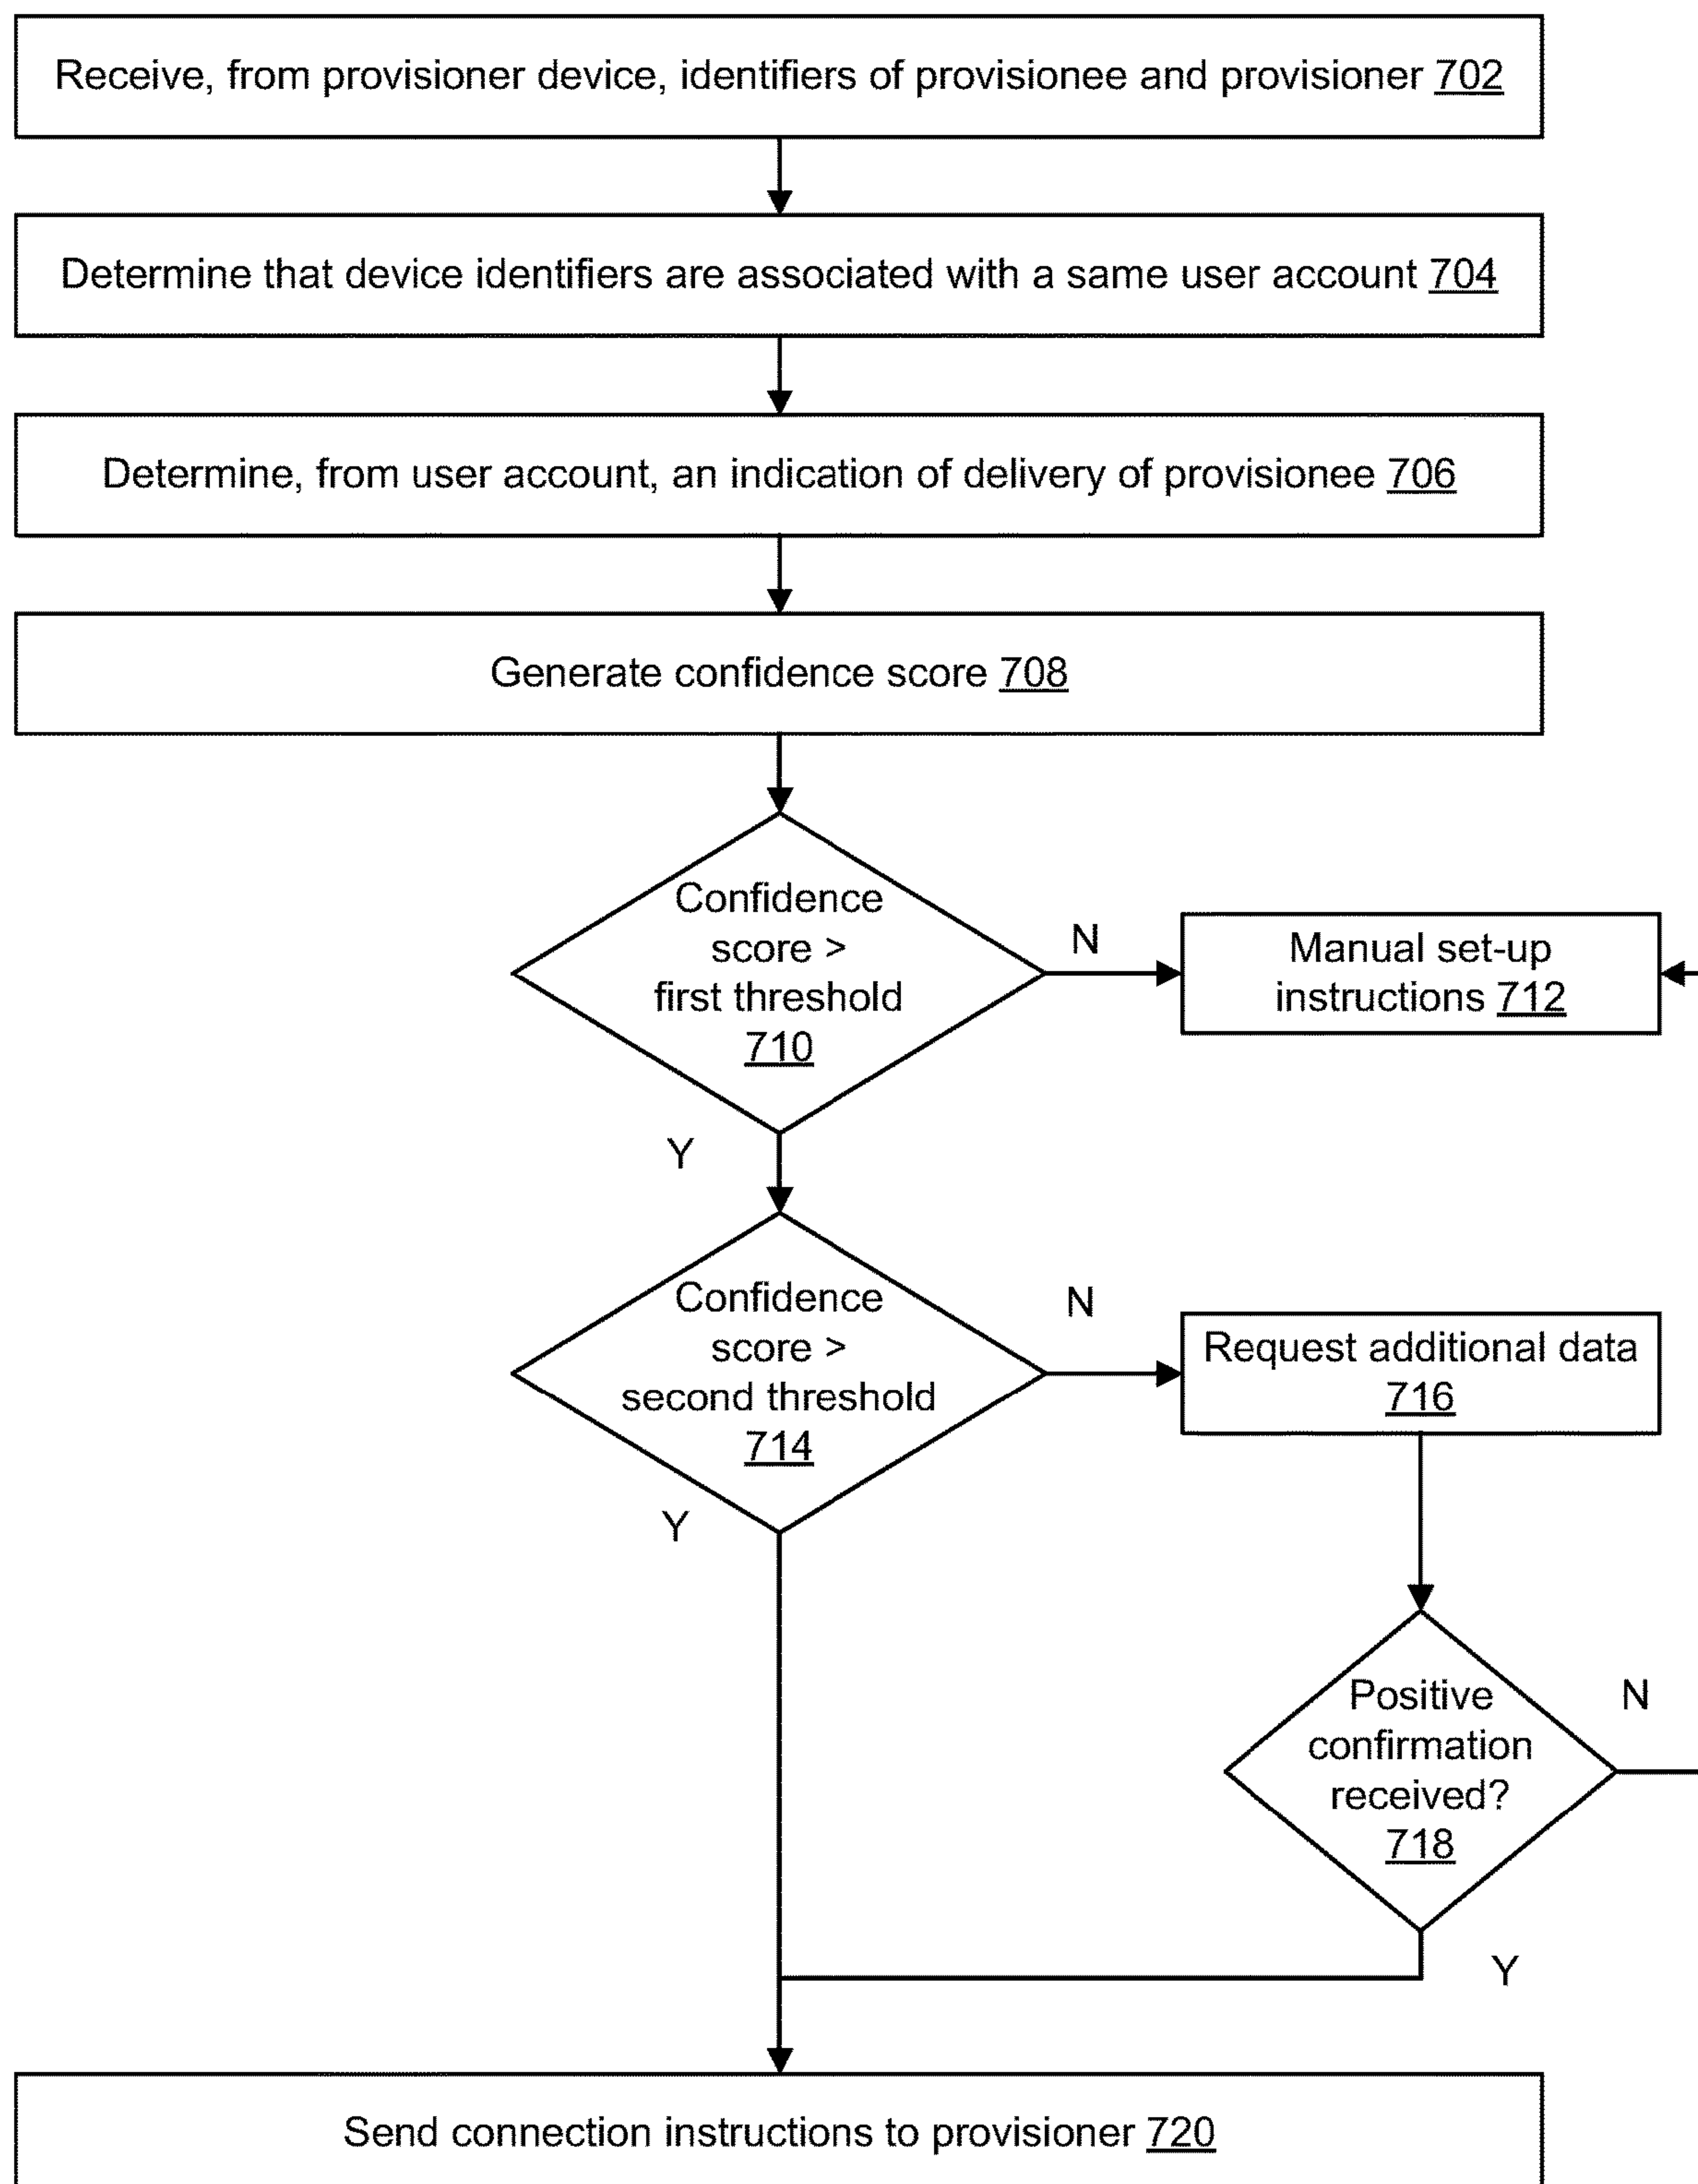 Receive, from provisioner device, identifiers of provisionee and provisioner 702
Determine that device identifiers are associated with a same user account 704
Determine, from user account, an indication of delivery of provisionee 706
Generate confidence score 708
Confidence
score >
first threshold
710
N
Manual set-up
instructions 712
Y
Confidence
score >
second threshold
714
N
Request additional data
716
Y
Positive
confirmation
received?
718
N
Y
Send connection instructions to provisioner 720